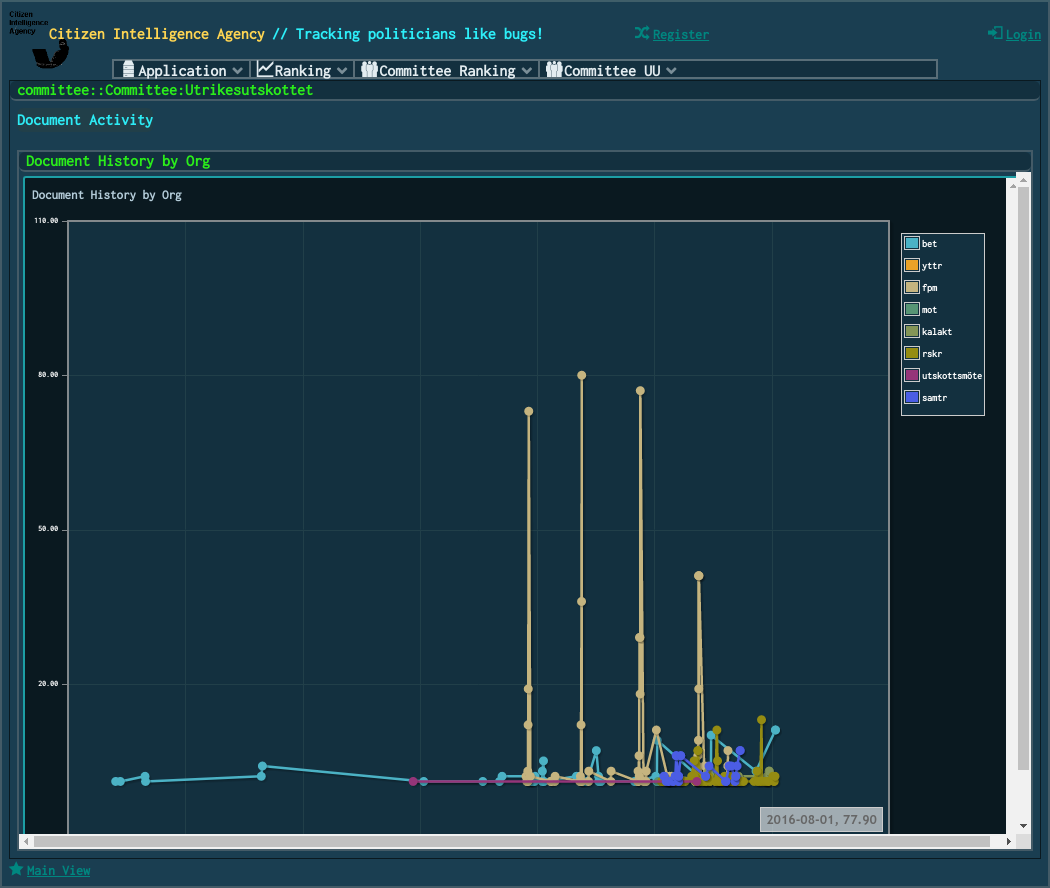 Citizen
Intelligence
Agency
Citizen Intelligence Agency // Tracking politicians like bugs!
Register
Login
Application
Ranking
Committee Ranking
Committee UU
committee::Committee:Utrikesutskottet
Document Activity
Document History by Org
Document History by Org
110.00
80.00
50.00
20.00
bet
yttr
fpm
mot
kalakt
rskr
utskottsmöte
samtr
2016-08-01, 77.90
Main View